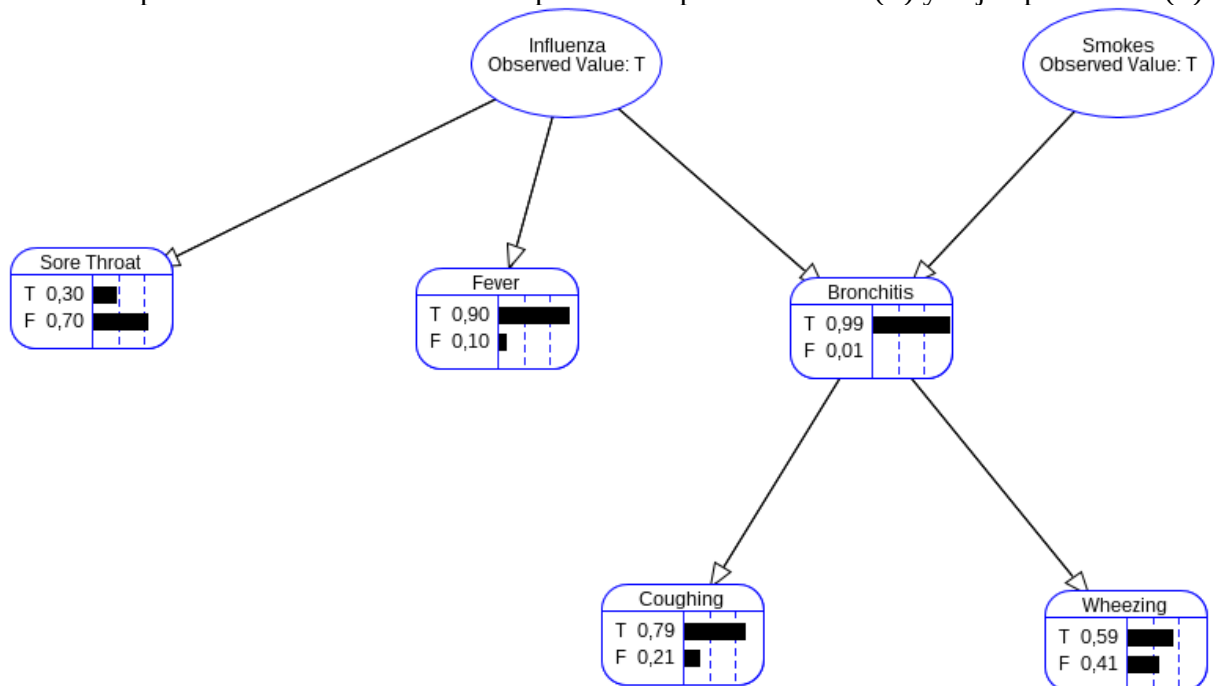 Influenza
Observed Value: T
Smokes
Observed Value: T
Sore Throat
T 0,30
F 0,70
Fever
T 0,90
F 0,10
Bronchitis
T 0,99
F 0,01
Coughing
T 0,79
F 0,21
Wheezing
T 0,59
F 0,41